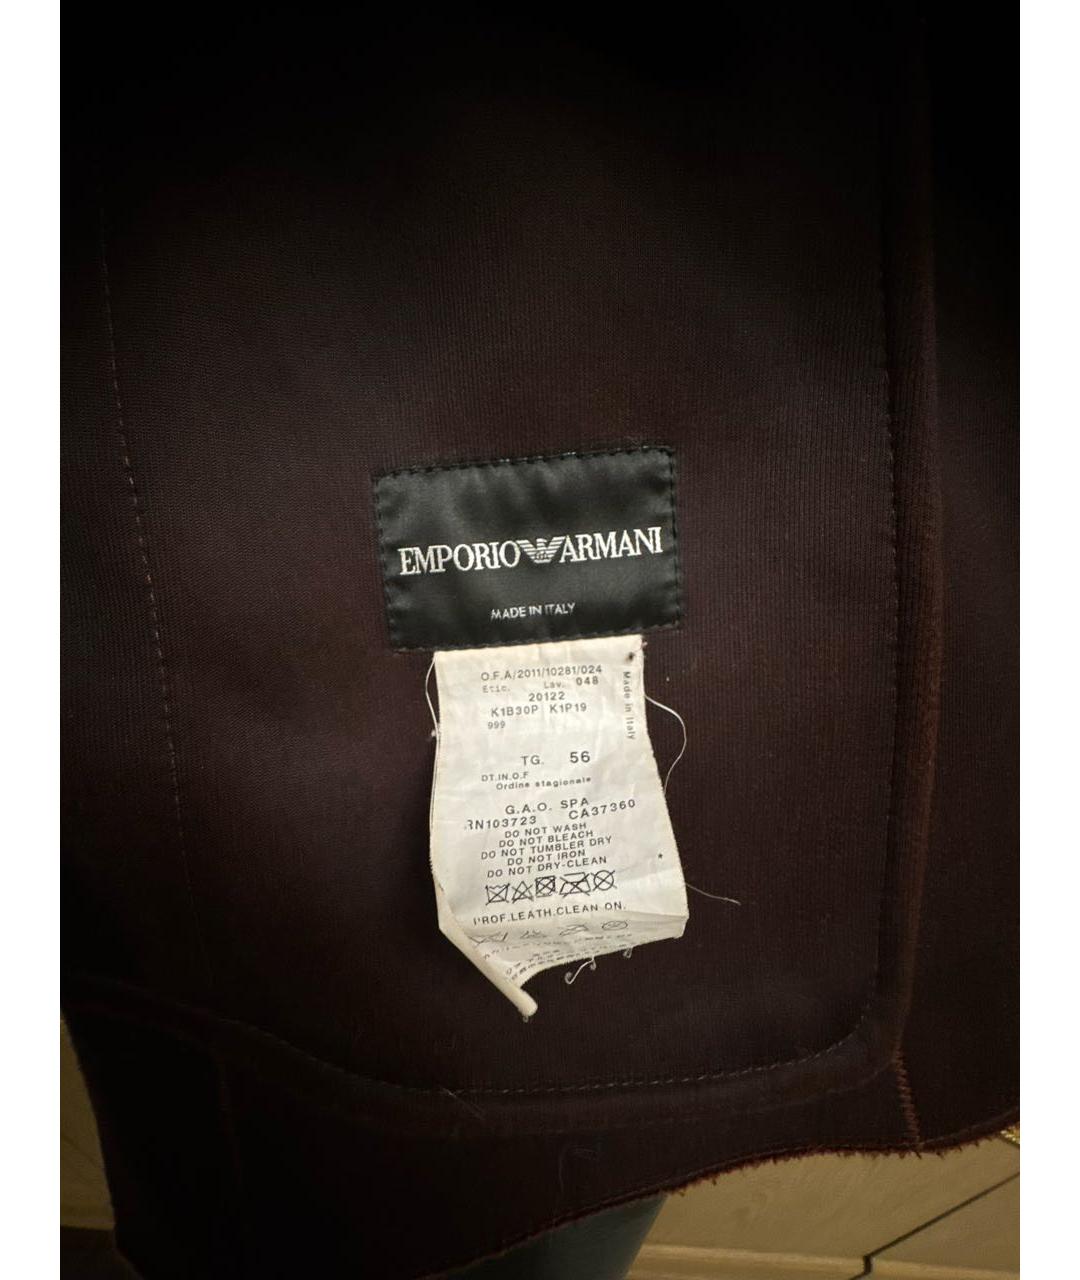 EMPORIO ARMANI
MADE IN ITALY
O.F.A/2011/10281/024
Etic. Lav. 048
20122
K1B30P K1P19
999
Made in Italy
TG. 56
DT.IN.O.F
Ordine stagionale
G.A.O. SPA
RN103723 CA37360
DO NOT WASH
DO NOT BLEACH
DO NOT TUMBLER DRY
DO NOT IRON
DO NOT DRY-CLEAN
PROF.LEATH.CLEAN ON.